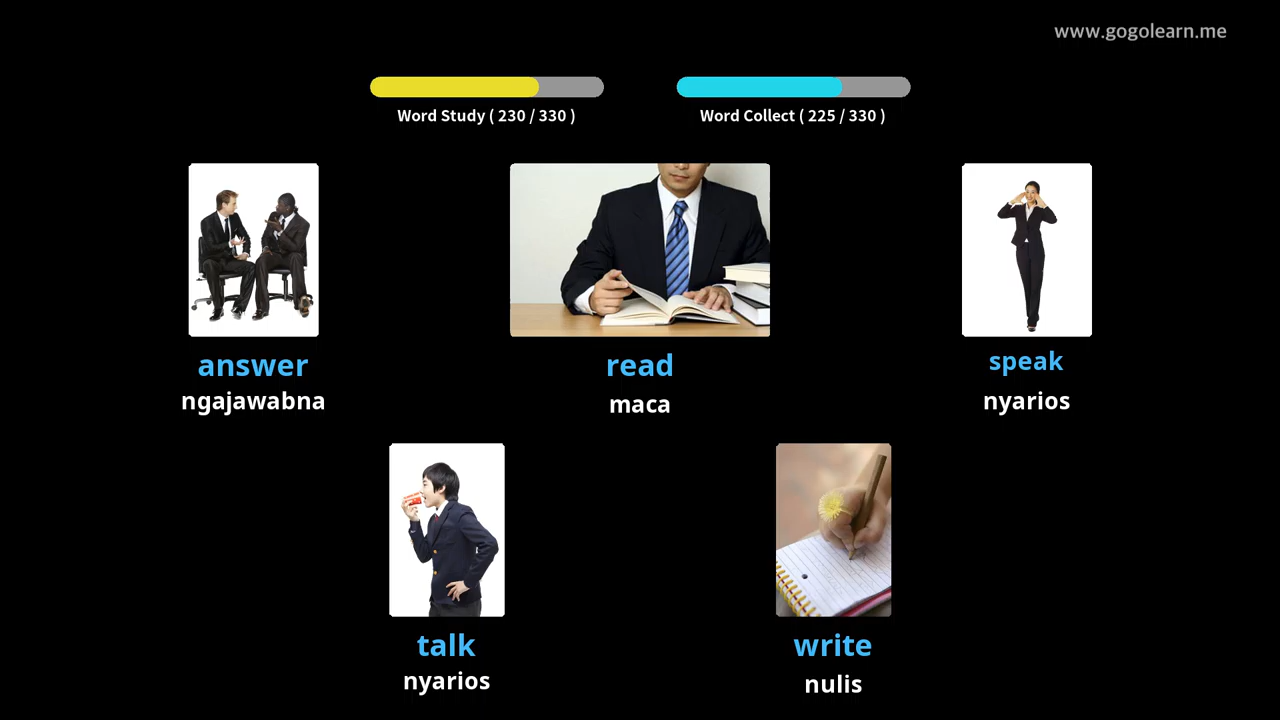 www.gogolearn.me
Word Study ( 230 / 330 )
Word Collect ( 225 / 330 )
answer
ngajawabna
read
maca
speak
nyarios
talk
nyarios
write
nulis